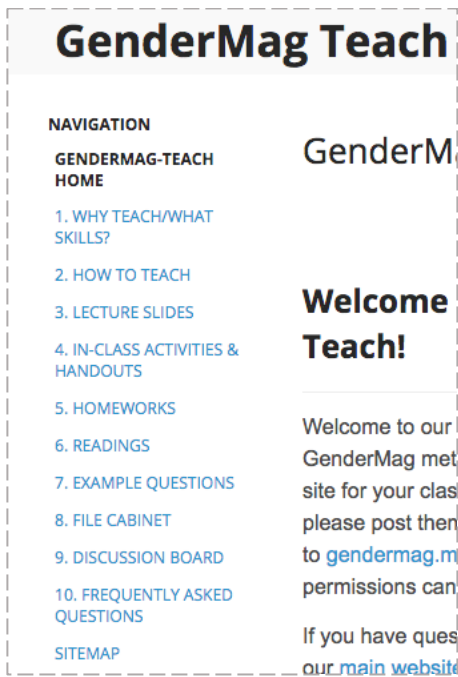 GenderMag Teach
NAVIGATION
GENDERMAG-TEACH
HOME
1. WHY TEACH/WHAT
SKILLS?
2. HOW TO TEACH
3. LECTURE SLIDES
4. IN-CLASS ACTIVITIES &
HANDOUTS
5. HOMEWORKS
6. READINGS
7. EXAMPLE QUESTIONS
8. FILE CABINET
9. DISCUSSION BOARD
10. FREQUENTLY ASKED
QUESTIONS
SITEMAP
GenderMa
Welcome
Teach!
Welcome to our
GenderMag met
site for your clas
please post then
to gendermag.m
permissions can
If you have ques
our main website